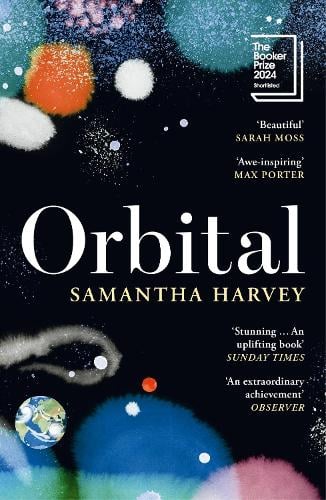 The
Booker
Prize
2024
Shortlisted
‘Beautiful’
SARAH MOSS
‘Awe-inspiring’
MAX PORTER
Orbital
SAMANTHA HARVEY
‘Stunning ... An
uplifting book’
SUNDAY TIMES
‘An extraordinary
achievement’
OBSERVER